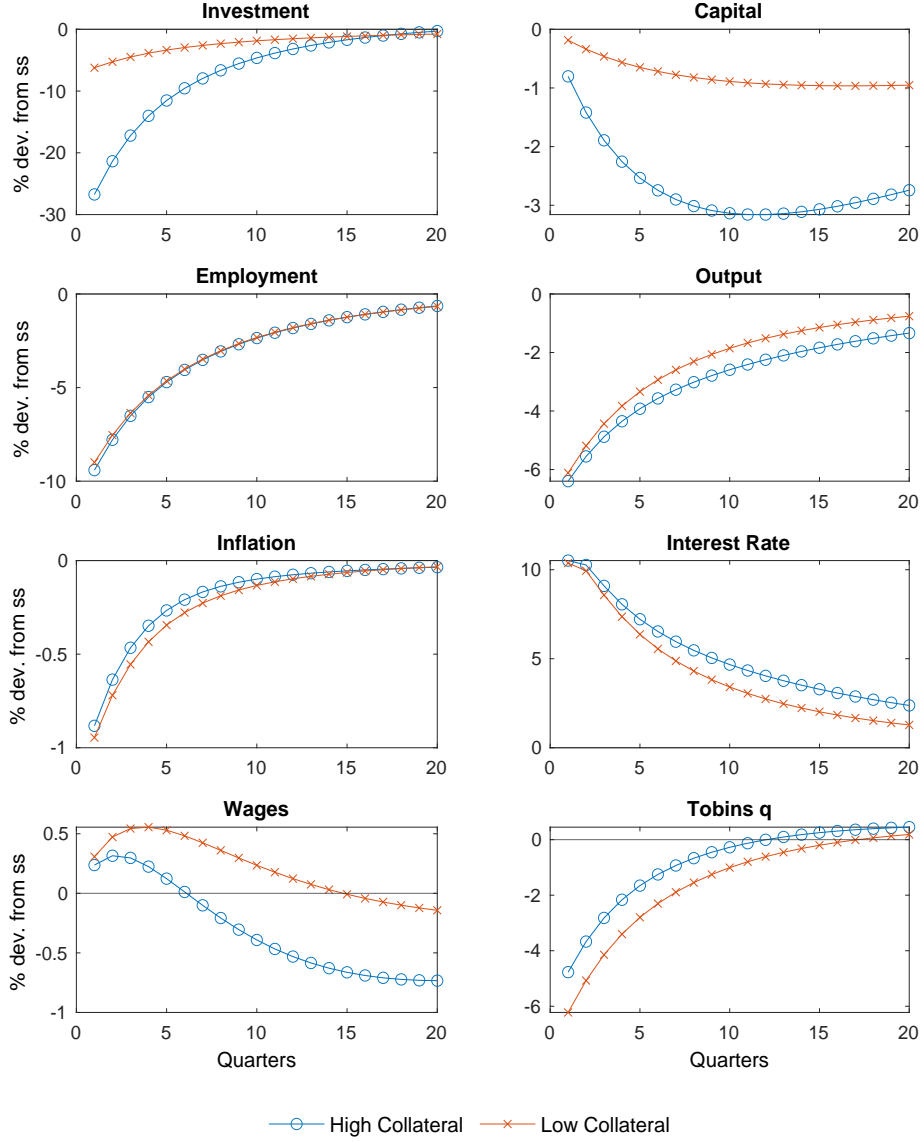 Investment
Capital
0
-10
-20
-30
0 5 10 15 20
% dev. from ss
0
-1
-2
-3
0 5 10 15 20
Employment
Output
0
-5
-10
0 5 10 15 20
% dev. from ss
0
-2
-4
-6
0 5 10 15 20
Inflation
Interest Rate
0
-0.5
-1
0 5 10 15 20
% dev. from ss
10
5
0
0 5 10 15 20
Wages
Tobins q
0.5
0
-0.5
-1
0 5 10 15 20
% dev. from ss
Quarters
0
-2
-4
-6
0 5 10 15 20
Quarters
High Collateral
Low Collateral